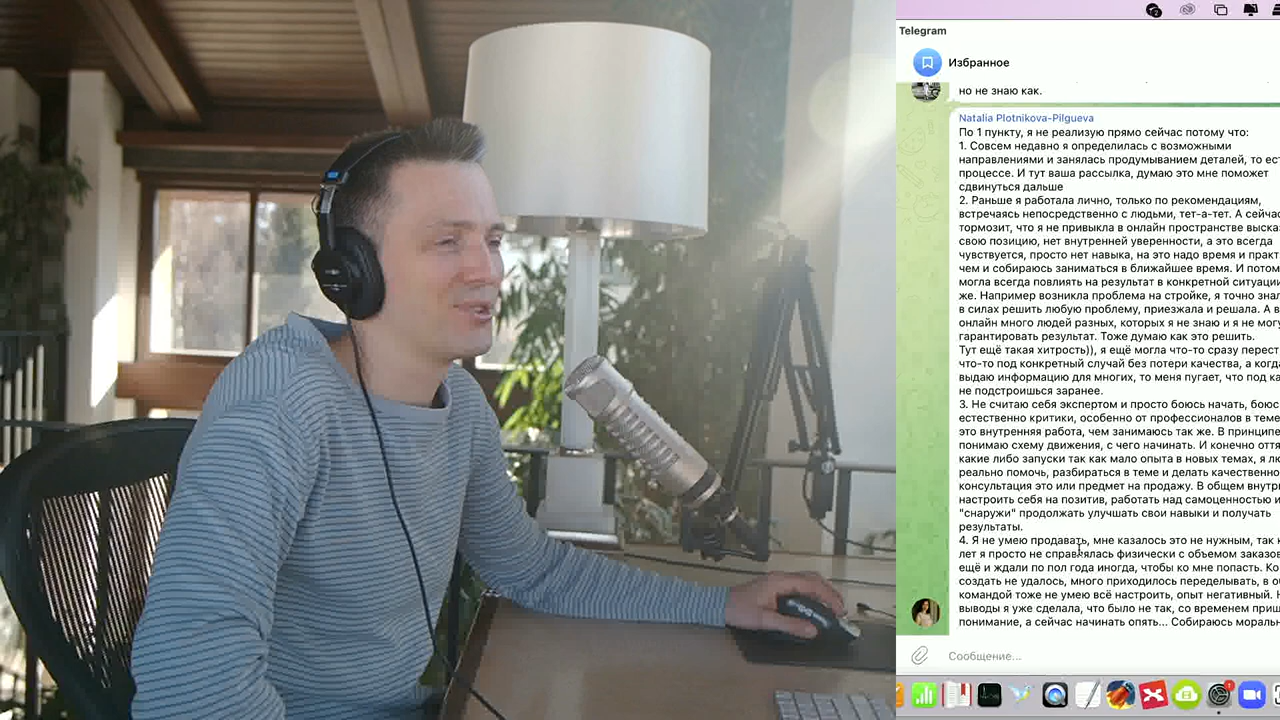 Telegram
Избранное
но не знаю как.
Natalia Plotnikova-Pilgueva
По 1 пункту, я не реализую прямо сейчас потому что:
1. Совсем недавно я определилась с возможными
направлениями и занялась продумыванием деталей, то ест
процессе. И тут ваша рассылка, думаю это мне поможет
сдвинуться дальше
2. Раньше я работала лично, только по рекомендациям,
встречаясь непосредственно с людьми, тет-а-тет. А сейча
тормозит, что я не привыкла в онлайн пространстве выска
свою позицию, нет внутренней уверенности, а это всегда
чувствуется, просто нет навыка, на это надо время и практ
чем и собираюсь заниматься в ближайшее время. И потом
могла всегда повлиять на результат в конкретной ситуации
же. Например возникла проблема на стройке, я точно знал
в силах решить любую проблему, приезжала и решала. А в
онлайн много людей разных, которых я не знаю и я не могу
гарантировать результат. Тоже думаю как это решить.
Тут ещё такая хитрость)), я ещё могла что-то сразу перест
что-то под конкретный случай без потери качества, а когда
выдаю информацию для многих, то меня пугает, что под ка
не подстроишься заранее.
3. Не считаю себя экспертом и просто боюсь начать, боюс
естественно критики, особенно от профессионалов в теме
это внутренняя работа, чем занимаюсь так же. В принципе
понимаю схему движения, с чего начинать. И конечно оття
какие либо запуски так как мало опыта в новых темах, я лю
реально помочь, разбираться в теме и делать качественно
консультация это или предмет на продажу. В общем внутр
настроить себя на позитив, работать над самоценностью и
"снаружи" продолжать улучшать свои навыки и получать
результаты.
4. Я не умею продавать, мне казалось это не нужным, так к
лет я просто не справлялась физически с объемом заказов
ещё и ждали по пол года иногда, чтобы ко мне попасть. Ко
создать не удалось, много приходилось переделывать, в о
командой тоже не умею всё настроить, опыт негативный. Н
выводы я уже сделала, что было не так, со временем приш
понимание, а сейчас начинать опять... Собираюсь моральн
Сообщение...